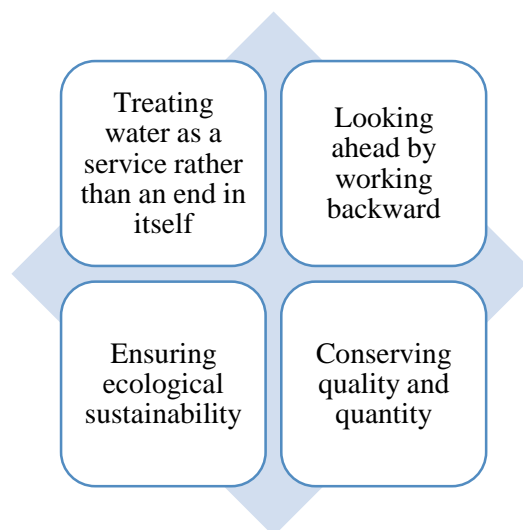 Treating
water as a
service rather
than an end in
itself
Looking
ahead by
working
backward
Ensuring
ecological
sustainability
Conserving
quality and
quantity